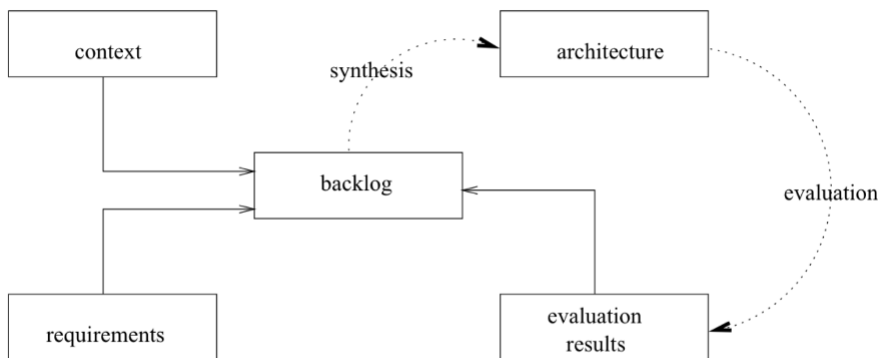 context
architecture
synthesis
backlog
evaluation
requirements
evaluation
results